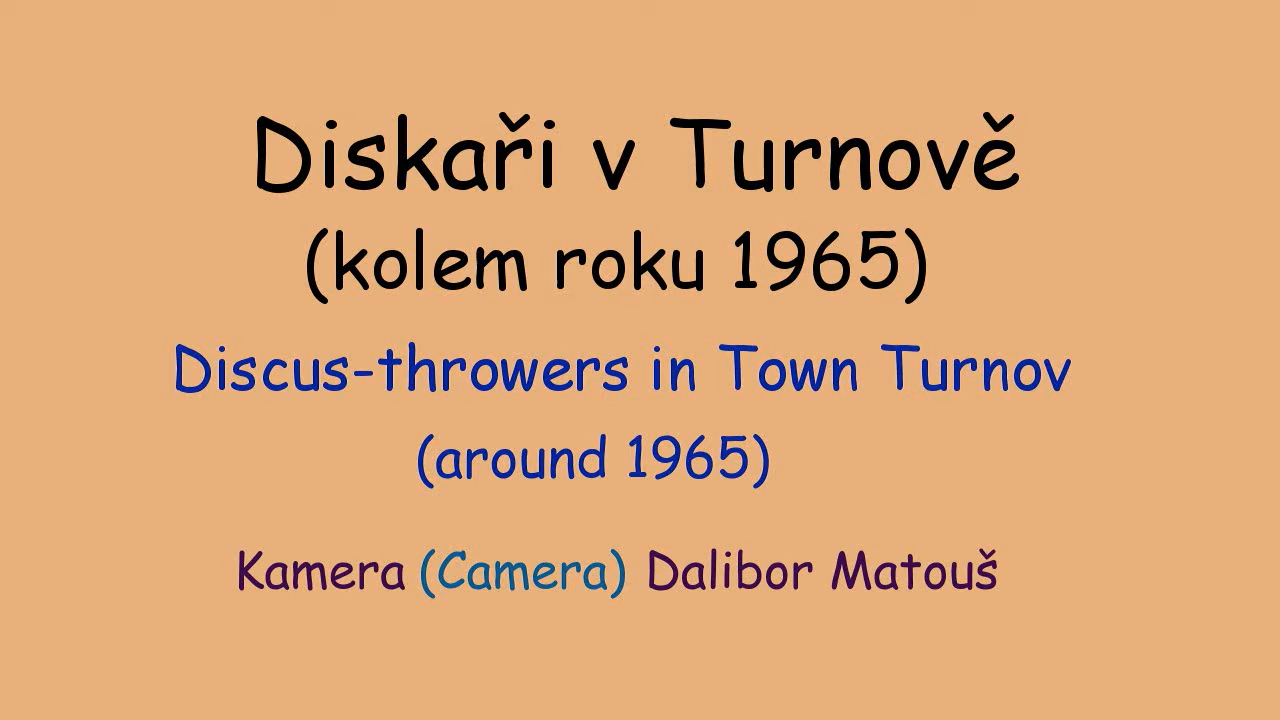 Diskaři v Turnově
(kolem roku 1965)
Discus-throwers in Town Turnov
(around 1965)
Kamera (Camera) Dalibor Matouš